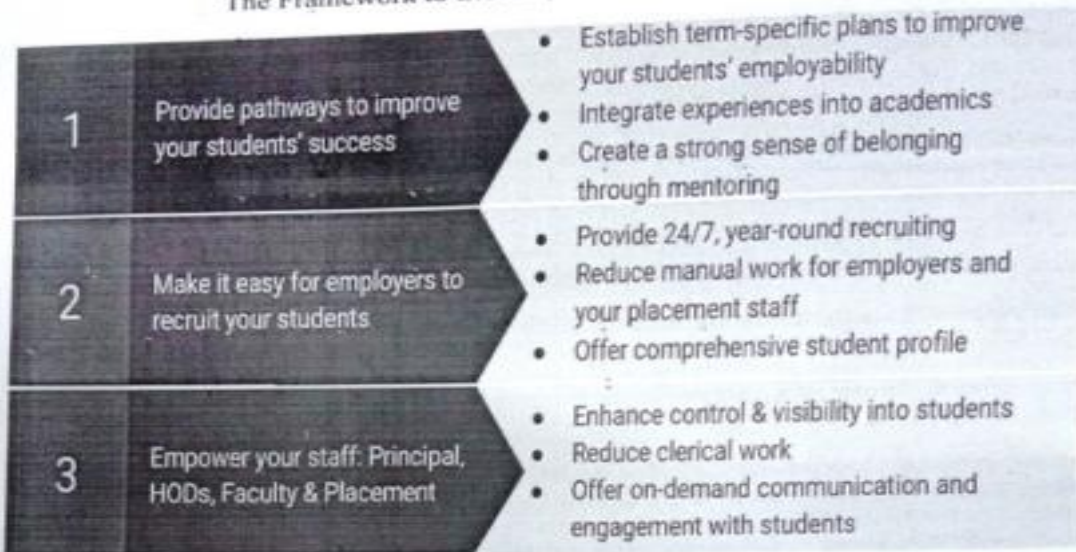 The Framework to
1
Provide pathways to improve
your students' success
• Establish term-specific plans to improve
your students' employability
• Integrate experiences into academics
• Create a strong sense of belonging
through mentoring
2
Make it easy for employers to
recruit your students
• Provide 24/7, year-round recruiting
• Reduce manual work for employers and
your placement staff
• Offer comprehensive student profile
3
Empower your staff: Principal,
HODs, Faculty & Placement
• Enhance control & visibility into students
• Reduce clerical work
• Offer on-demand communication and
engagement with students